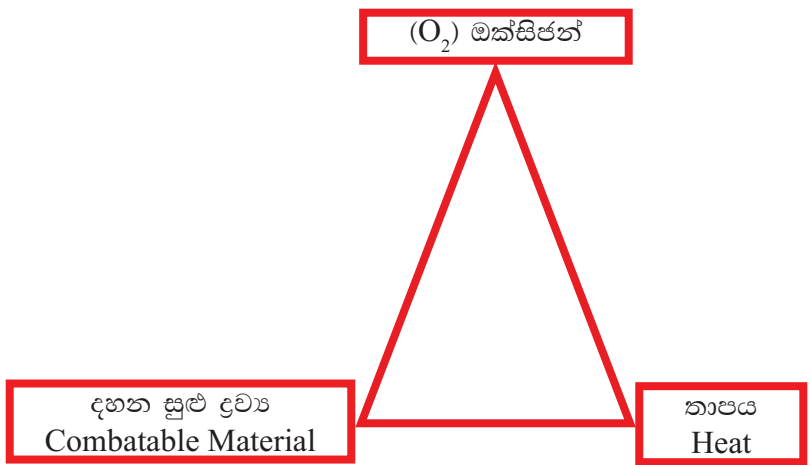 (O₂) ඔක්සිජන්
දහන සුළු ද්‍රව්‍ය
Combatable Material
තාපය
Heat